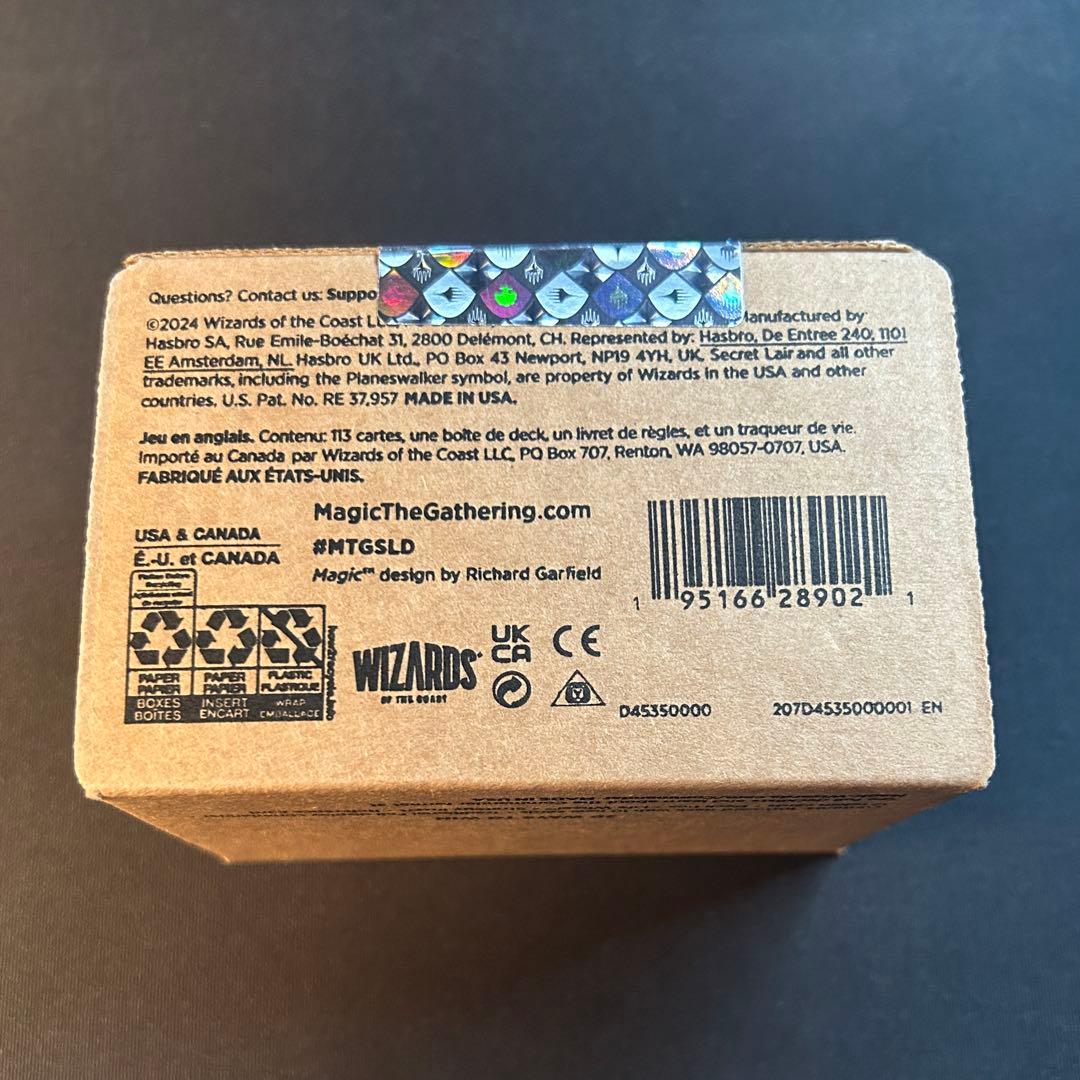 Questions? Contact us: Suppo
©2024 Wizards of the Coast LL
Manufactured by
Hasbro SA, Rue Emile-Boéchat 31, 2800 Delémont, CH. Represented by: Hasbro, De Entree 240, 1101
EE Amsterdam, NL. Hasbro UK Ltd., PO Box 43 Newport, NP19 4YH, UK. Secret Lair and all other
trademarks, including the Planeswalker symbol, are property of Wizards in the USA and other
countries. U.S. Pat. No. RE 37,957 MADE IN USA.
Jeu en anglais. Contenu: 113 cartes, une boîte de deck, un livret de règles, et un traqueur de vie.
Importé au Canada par Wizards of the Coast LLC, PO Box 707, Renton, WA 98057-0707, USA.
FABRIQUÉ AUX ÉTATS-UNIS.
USA & CANADA
É.-U. et CANADA
MagicTheGathering.com
#MTGSLD
Magic™ design by Richard Garfield
1 95166 28902 1
PAPER PAPER PLASTIC
PAPIER PAPIER PLASTIQUE
BOXES INSERT WRAP
BOÎTES ENCART EMBALLAGE
WIZARDS
OF THE COAST
UK
CA
CE
D45350000
207D4535000001 EN